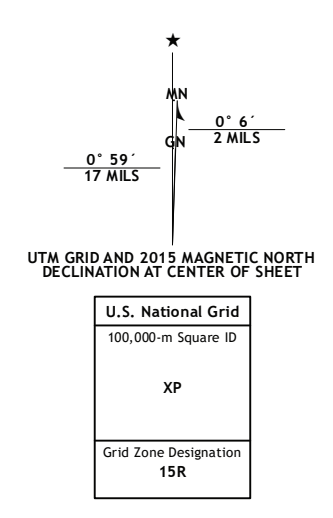 ★
MN
GN
0° 6´
2 MILS
0° 59´
17 MILS
UTM GRID AND 2015 MAGNETIC NORTH
DECLINATION AT CENTER OF SHEET
U.S. National Grid
100,000-m Square ID
XP
Grid Zone Designation
15R